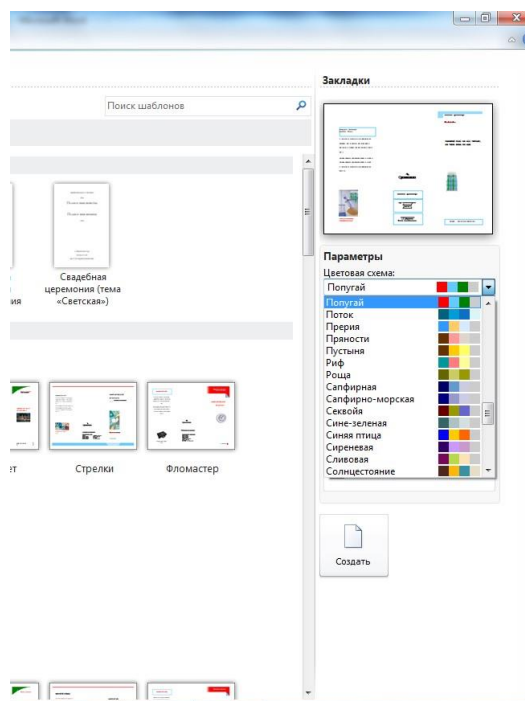 Закладки
Поиск шаблонов
Свадебная
церемония (тема
«Светская»)
Параметры
Цветовая схема:
Попугай
Попугай
Поток
Прерия
Пряности
Пустыня
Риф
Роща
Сапфирная
Сапфирно-морская
Секвойя
Сине-зеленая
Синяя птица
Сиреневая
Сливовая
Солнцестояние
Стрелки
Фломастер
Создать